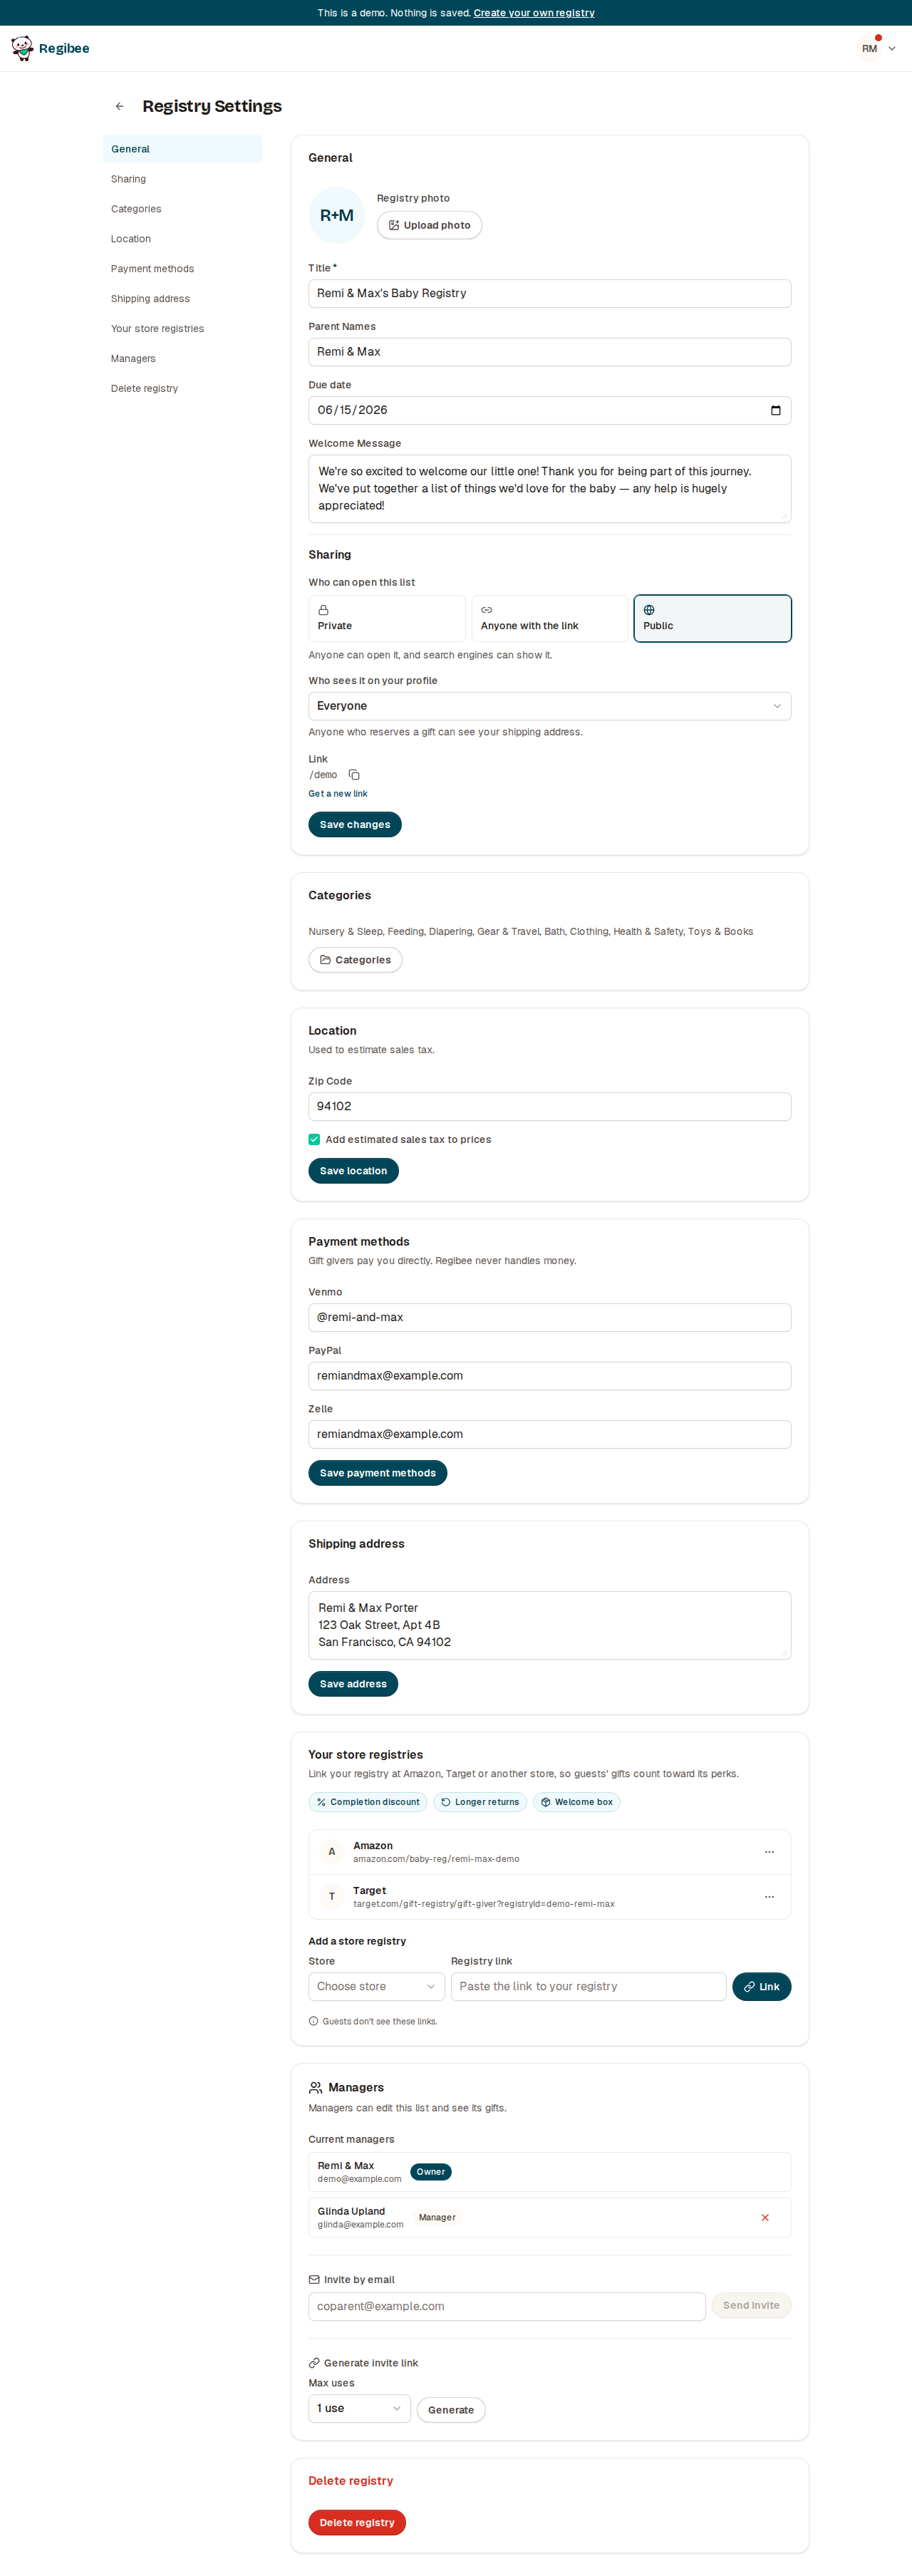 This is a demo. Nothing is saved. Create your own registry
Regibee
RM
Registry Settings
General
Sharing
Categories
Location
Payment methods
Shipping address
Your store registries
Managers
Delete registry
General
R+M
Registry photo
Upload photo
Title *
Remi & Max's Baby Registry
Parent Names
Remi & Max
Due date
06/15/2026
Welcome Message
We're so excited to welcome our little one! Thank you for being part of this journey.
We've put together a list of things we'd love for the baby — any help is hugely
appreciated!
Sharing
Who can open this list
Private
Anyone with the link
Public
Anyone can open it, and search engines can show it.
Who sees it on your profile
Everyone
Anyone who reserves a gift can see your shipping address.
Link
/demo
Get a new link
Save changes
Categories
Nursery & Sleep, Feeding, Diapering, Gear & Travel, Bath, Clothing, Health & Safety, Toys & Books
Categories
Location
Used to estimate sales tax.
Zip Code
94102
Add estimated sales tax to prices
Save location
Payment methods
Gift givers pay you directly. Regibee never handles money.
Venmo
@remi-and-max
PayPal
remiandmax@example.com
Zelle
remiandmax@example.com
Save payment methods
Shipping address
Address
Remi & Max Porter
123 Oak Street, Apt 4B
San Francisco, CA 94102
Save address
Your store registries
Link your registry at Amazon, Target or another store, so guests' gifts count toward its perks.
Completion discount
Longer returns
Welcome box
A
Amazon
amazon.com/baby-reg/remi-max-demo
T
Target
target.com/gift-registry/gift-giver?registryId=demo-remi-max
Add a store registry
Store
Registry link
Choose store
Paste the link to your registry
Link
Guests don't see these links.
Managers
Managers can edit this list and see its gifts.
Current managers
Remi & Max
demo@example.com
Owner
Glinda Upland
glinda@example.com
Manager
Invite by email
coparent@example.com
Send Invite
Generate invite link
Max uses
1 use
Generate
Delete registry
Delete registry